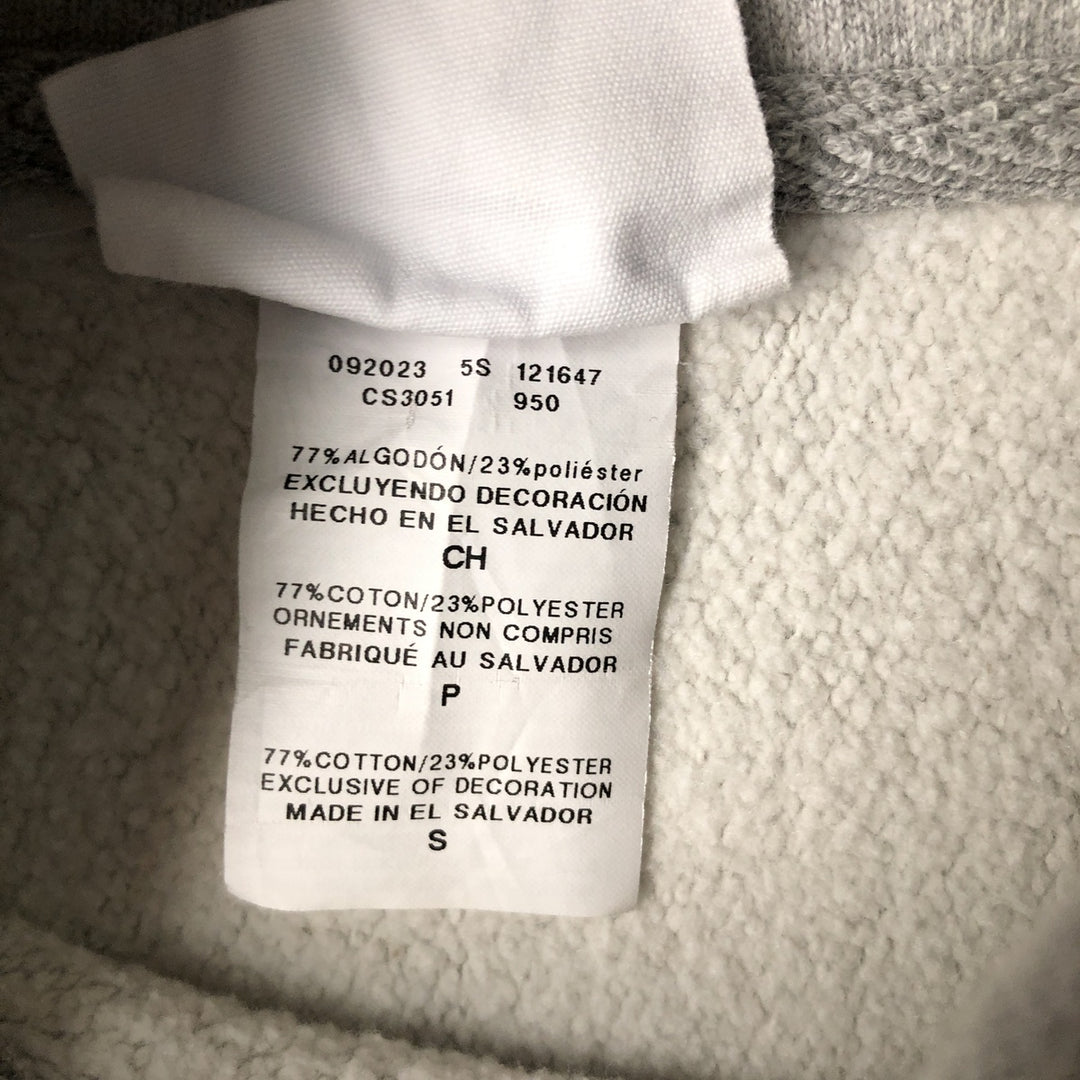 092023 5S 121647
CS3051 950
77%ALGODÓN/23%poliéster
EXCLUYENDO DECORACIÓN
HECHO EN EL SALVADOR
CH
77%COTON/23%POLYESTER
ORNEMENTS NON COMPRIS
FABRIQUÉ AU SALVADOR
P
77%COTTON/23%POLYESTER
EXCLUSIVE OF DECORATION
MADE IN EL SALVADOR
S